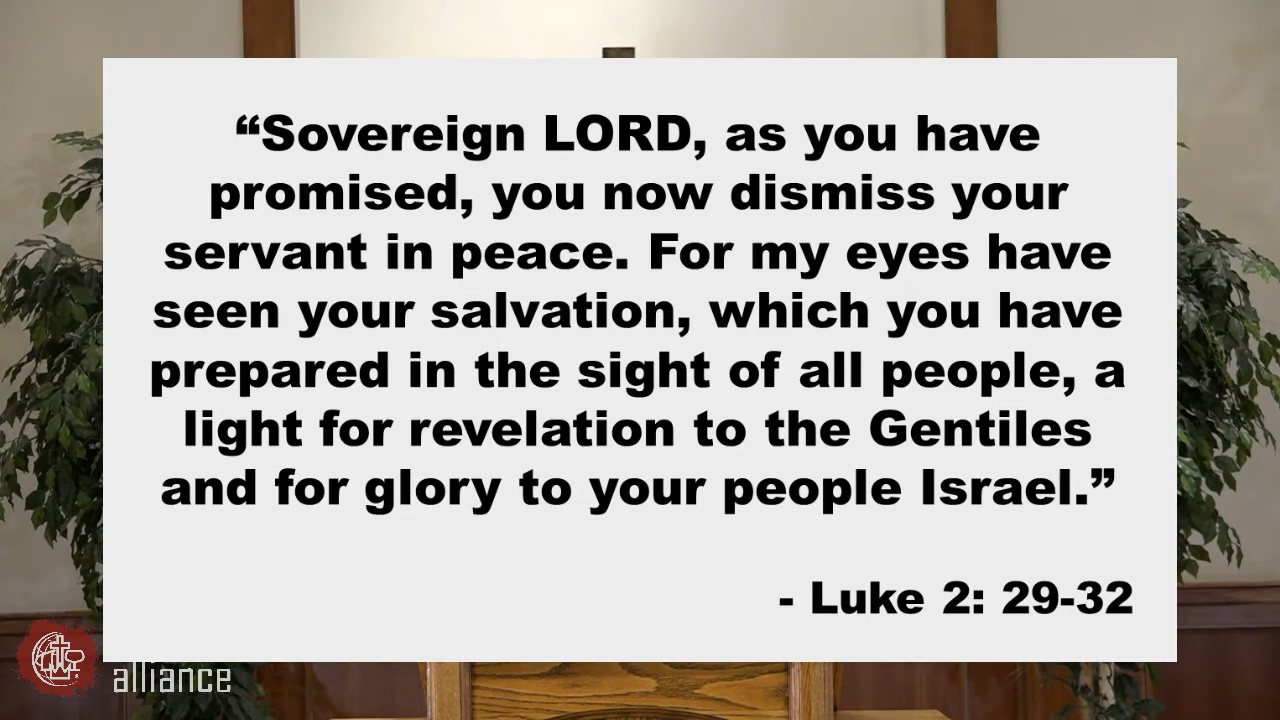 “Sovereign LORD, as you have
promised, you now dismiss your
servant in peace. For my eyes have
seen your salvation, which you have
prepared in the sight of all people, a
light for revelation to the Gentiles
and for glory to your people Israel.”
- Luke 2: 29-32
alliance